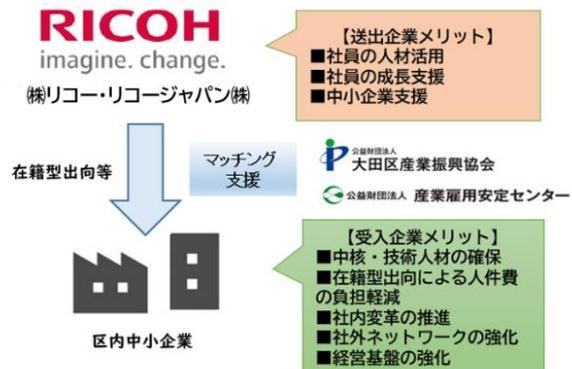 RICOH
imagine. change.
㈱リコー・リコージャパン㈱
【送出企業メリット】
■社員の人材活用
■社員の成長支援
■中小企業支援
在籍型出向等
マッチング
支援
公益財団法人
大田区産業振興協会
公益財団法人 産業雇用安定センター
区内中小企業
【受入企業メリット】
■中核・技術人材の確保
■在籍型出向による人件費
の負担軽減
■社内変革の推進
■社外ネットワークの強化
■経営基盤の強化